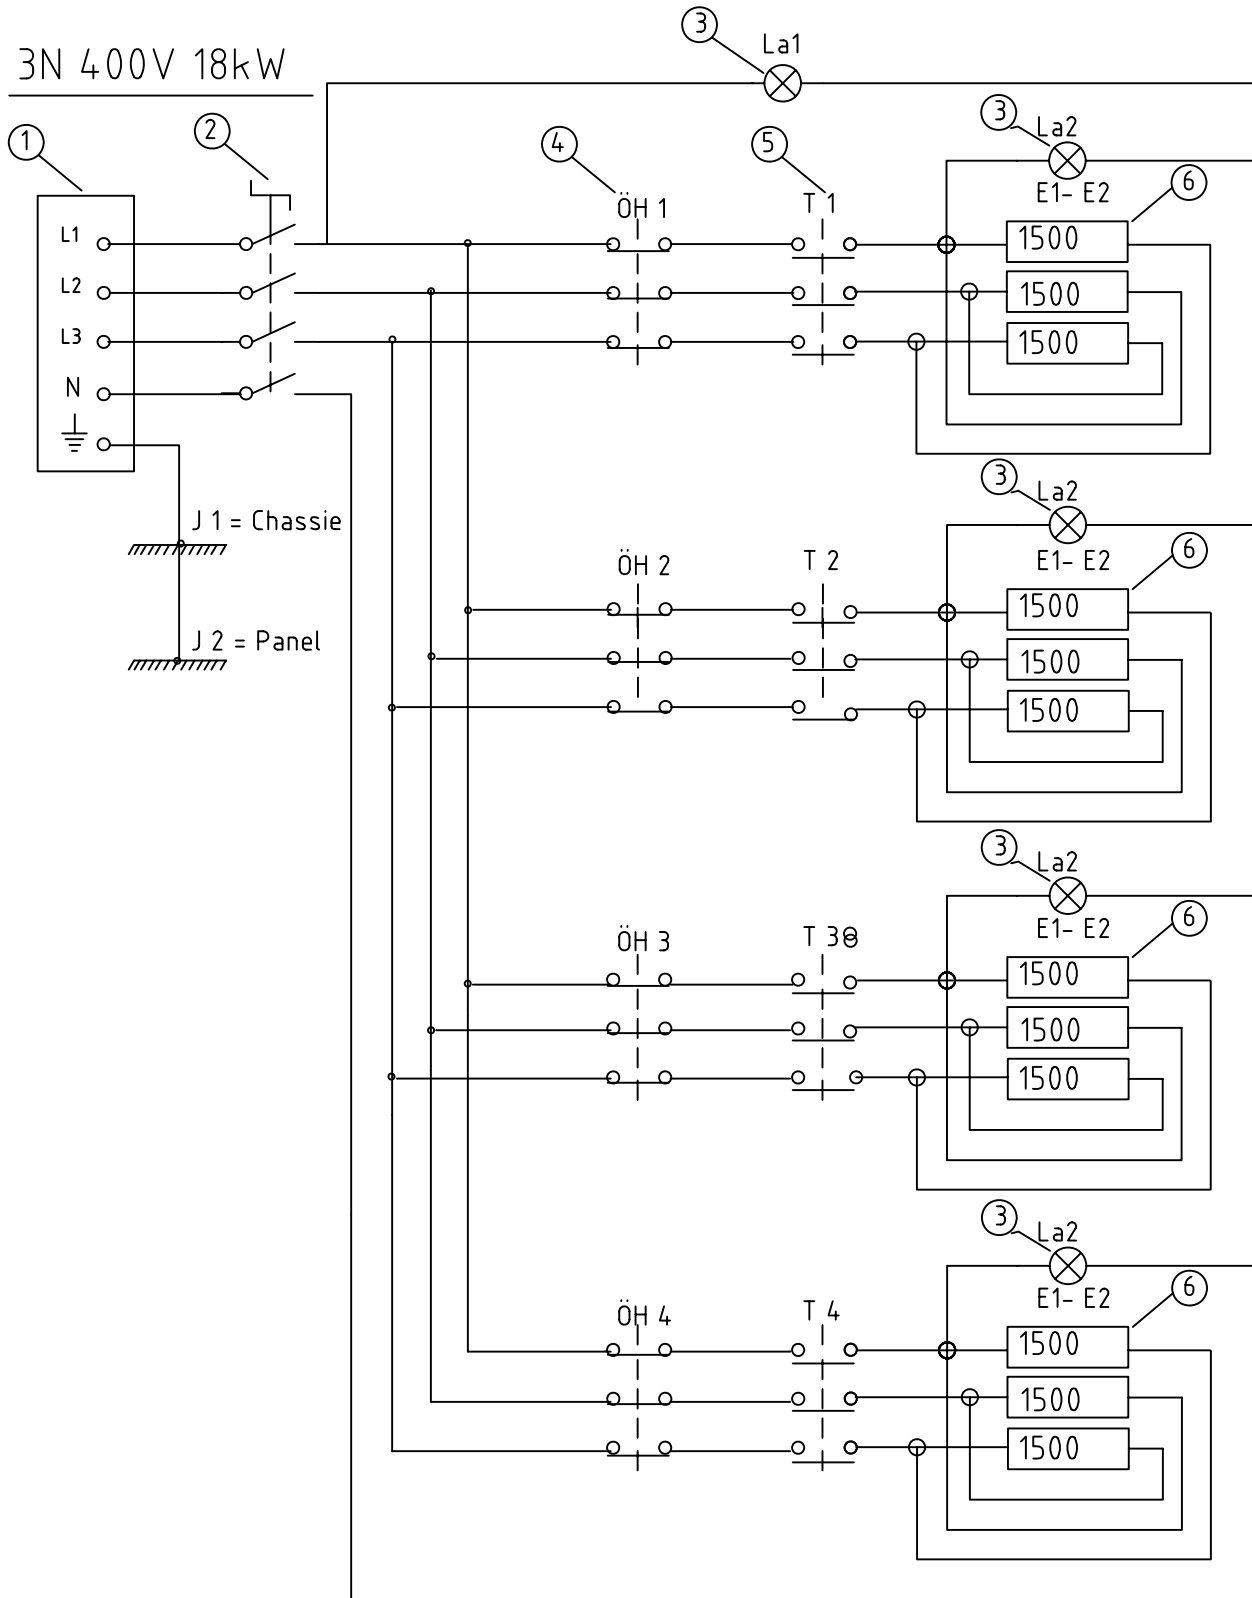 3N 400V 18kW
3
La1
1
2
4
5
3
La2
E1- E2
6
ÖH 1
T 1
L1
1500
L2
1500
L3
1500
N
J 1 = Chassie
J 2 = Panel
3
La2
E1- E2
6
ÖH 2
T 2
1500
1500
1500
3
La2
E1- E2
6
ÖH 3
T 3
1500
1500
1500
3
La2
E1- E2
6
ÖH 4
T 4
1500
1500
1500